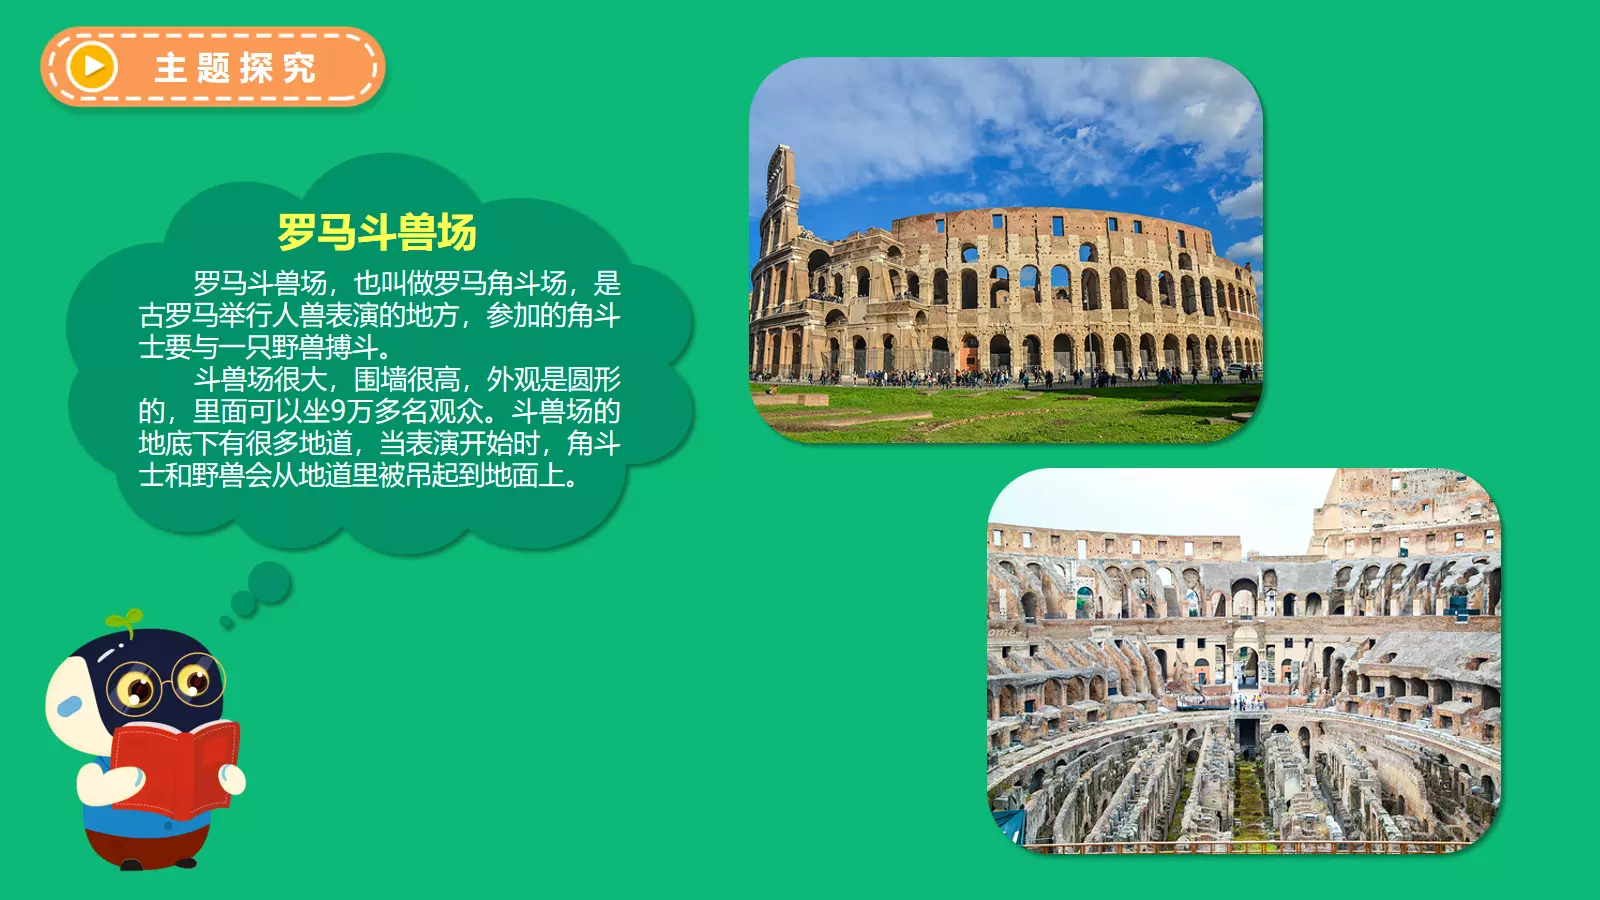 主题探究
罗马斗兽场
罗马斗兽场，也叫做罗马角斗场，是
古罗马举行人兽表演的地方，参加的角斗
士要与一只野兽搏斗。
斗兽场很大，围墙很高，外观是圆形
的，里面可以坐9万多名观众。斗兽场的
地底下有很多地道，当表演开始时，角斗
士和野兽会从地道里被吊起到地面上。